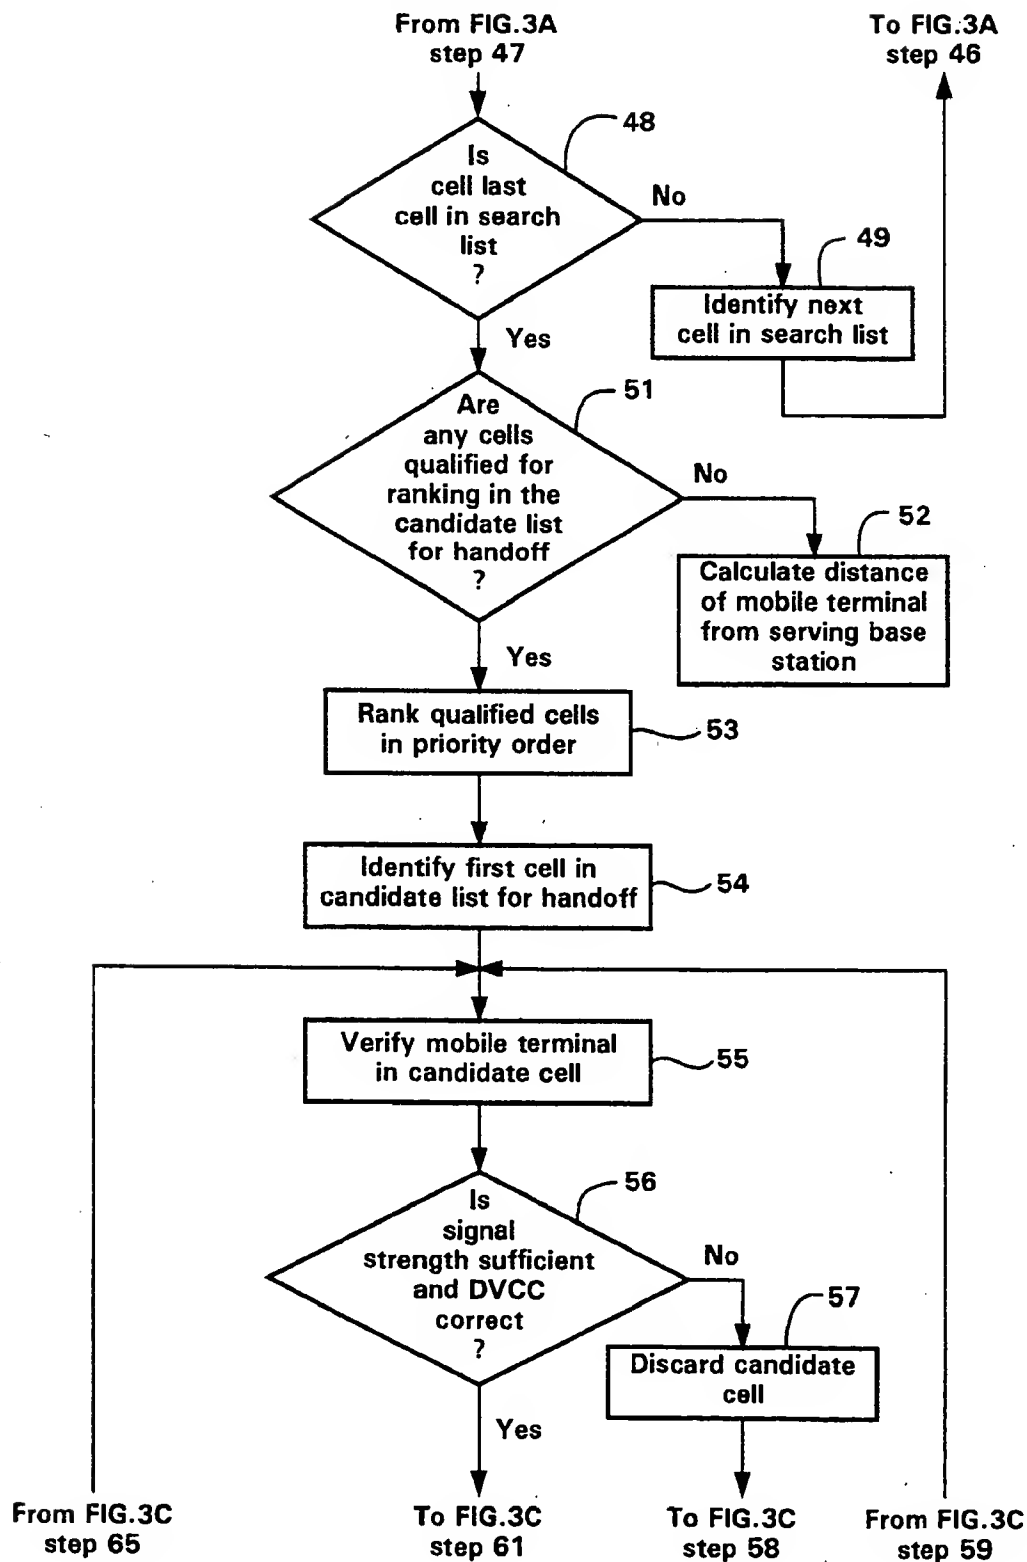 From FIG.3A
step 47
To FIG.3A
step 46
48
Is
cell last
cell in search
list
?
No
49
Identify next
cell in search list
Yes
51
Are
any cells
qualified for
ranking in the
candidate list
for handoff
?
No
52
Calculate distance
of mobile terminal
from serving base
station
Yes
Rank qualified cells
in priority order
53
Identify first cell in
candidate list for handoff
54
Verify mobile terminal
in candidate cell
55
56
Is
signal
strength sufficient
and DVCC
correct
?
No
57
Discard candidate
cell
Yes
From FIG.3C
step 65
To FIG.3C
step 61
To FIG.3C
step 58
From FIG.3C
step 59